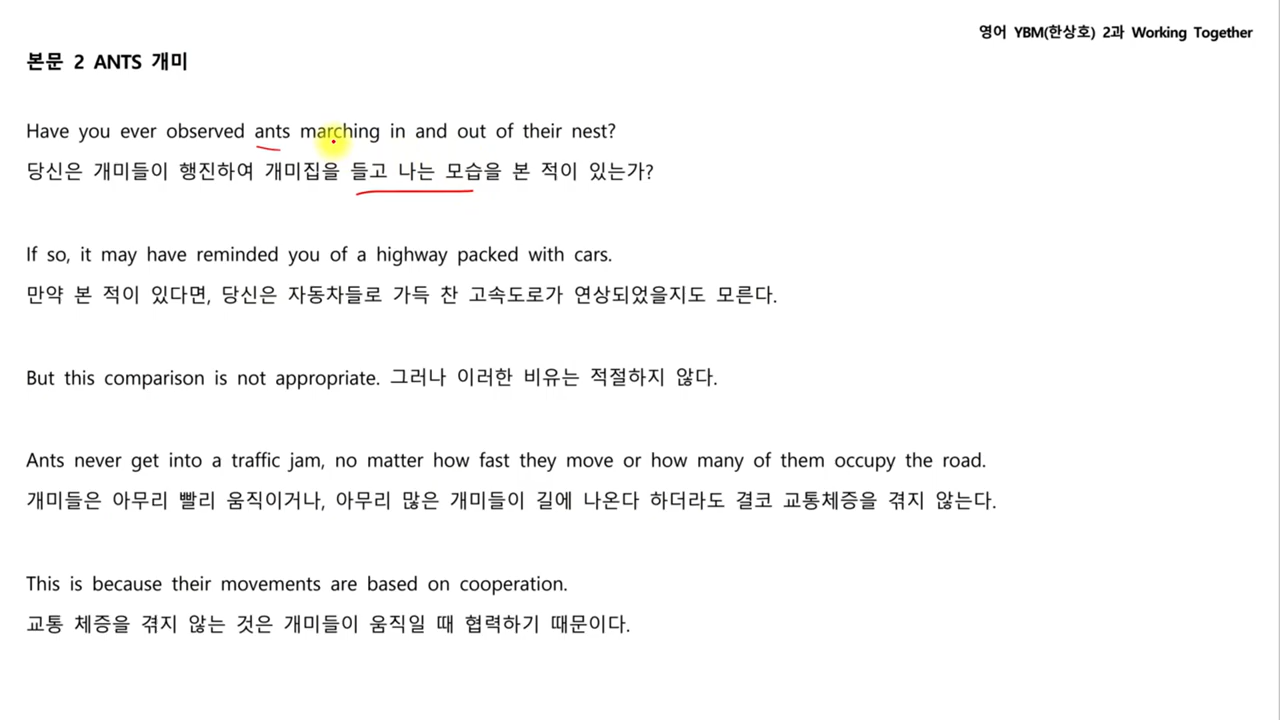 영어 YBM(한상호) 2과 Working Together
본문 2 ANTS 개미
Have you ever observed ants marching in and out of their nest?
당신은 개미들이 행진하여 개미집을 들고 나는 모습을 본 적이 있는가?
If so, it may have reminded you of a highway packed with cars.
만약 본 적이 있다면, 당신은 자동차들로 가득 찬 고속도로가 연상되었을지도 모른다.
But this comparison is not appropriate. 그러나 이러한 비유는 적절하지 않다.
Ants never get into a traffic jam, no matter how fast they move or how many of them occupy the road.
개미들은 아무리 빨리 움직이거나, 아무리 많은 개미들이 길에 나온다 하더라도 결코 교통체증을 겪지 않는다.
This is because their movements are based on cooperation.
교통 체증을 겪지 않는 것은 개미들이 움직일 때 협력하기 때문이다.